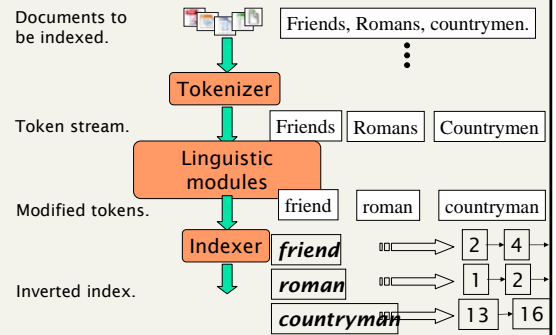 Documents to
be indexed.
Friends, Romans, countrymen.
Tokenizer
Token stream.
Friends
Romans
Countrymen
Linguistic
modules
Modified tokens.
friend
roman
countryman
Indexer
friend
2
4
roman
1
2
Inverted index.
countryman
13
16